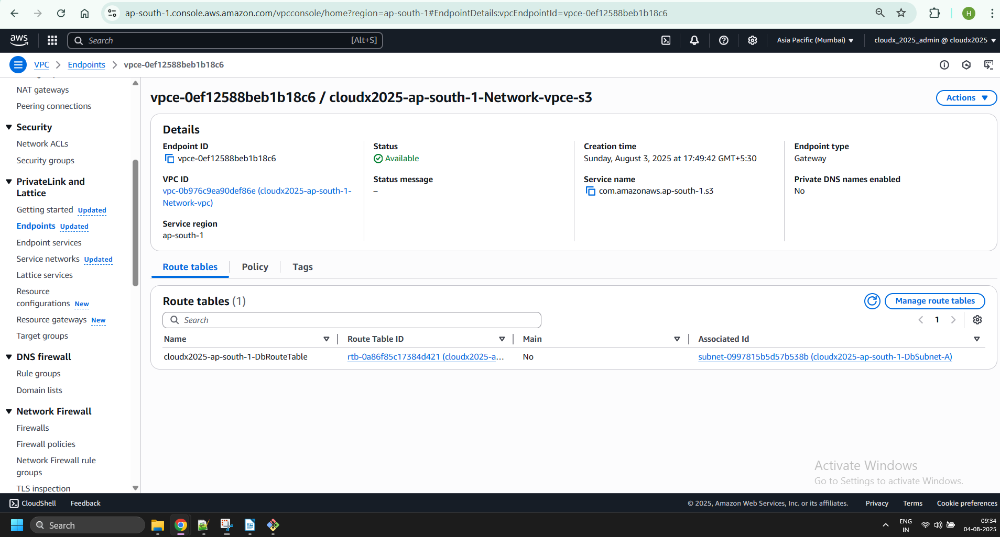 ap-south-1.console.aws.amazon.com/vpcconsole/home?region=ap-south-1#EndpointDetails:vpcEndpointId=vpce-0ef12588beb1b18c6
H
aws
Search [Alt+S]
Asia Pacific (Mumbai)
cloudx_2025_admin @ cloudx2025
VPC
Endpoints
vpce-0ef12588beb1b18c6
NAT gateways
Peering connections
Security
Network ACLs
Security groups
PrivateLink and
Lattice
Getting started Updated
Endpoints Updated
Endpoint services
Service networks Updated
Lattice services
Resource
configurations New
Resource gateways New
Target groups
DNS firewall
Rule groups
Domain lists
Network Firewall
Firewalls
Firewall policies
Network Firewall rule
groups
TLS inspection
vpce-0ef12588beb1b18c6 / cloudx2025-ap-south-1-Network-vpce-s3
Actions
Details
Endpoint ID
vpce-0ef12588beb1b18c6
VPC ID
vpc-0b976c9ea90def86e (cloudx2025-ap-south-1-
Network-vpc)
Service region
ap-south-1
Status
Available
Status message
–
Creation time
Sunday, August 3, 2025 at 17:49:42 GMT+5:30
Service name
com.amazonaws.ap-south-1.s3
Endpoint type
Gateway
Private DNS names enabled
No
Route tables
Policy
Tags
Route tables (1)
Manage route tables
Search
1
Name Route Table ID Main Associated Id
cloudx2025-ap-south-1-DbRouteTable rtb-0a86f85c17384d421 (cloudx2025-a… No subnet-0997815b5d57b538b (cloudx2025-ap-south-1-DbSubnet-A)
Activate Windows
Go to Settings to activate Windows.
CloudShell
Feedback
© 2025, Amazon Web Services, Inc. or its affiliates.
Privacy
Terms
Cookie preferences
Search
ENG
IN
09:34
04-08-2025